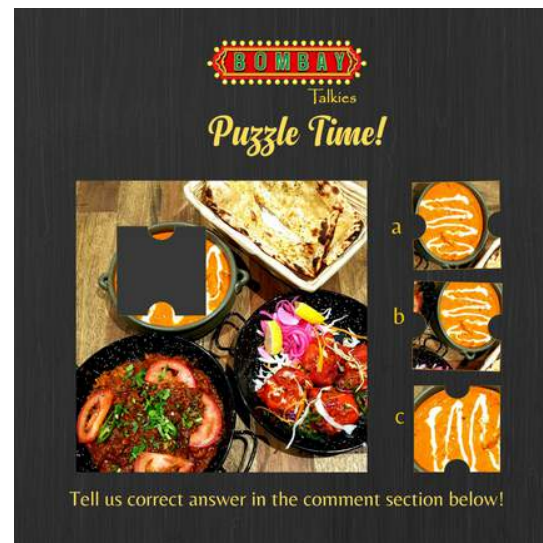 BOMBAY
Talkies
Puzzle Time!
a
b
c
Tell us correct answer in the comment section below!